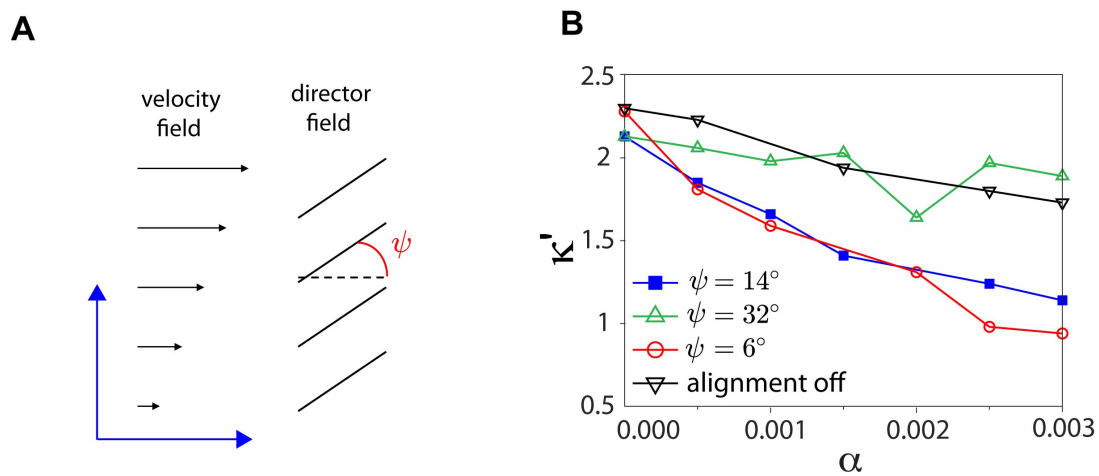 A
velocity
field
director
field
ψ
B
2.5
2
1.5
1
0.5
κ'
ψ = 14°
ψ = 32°
ψ = 6°
alignment off
0.000
0.001
0.002
0.003
α